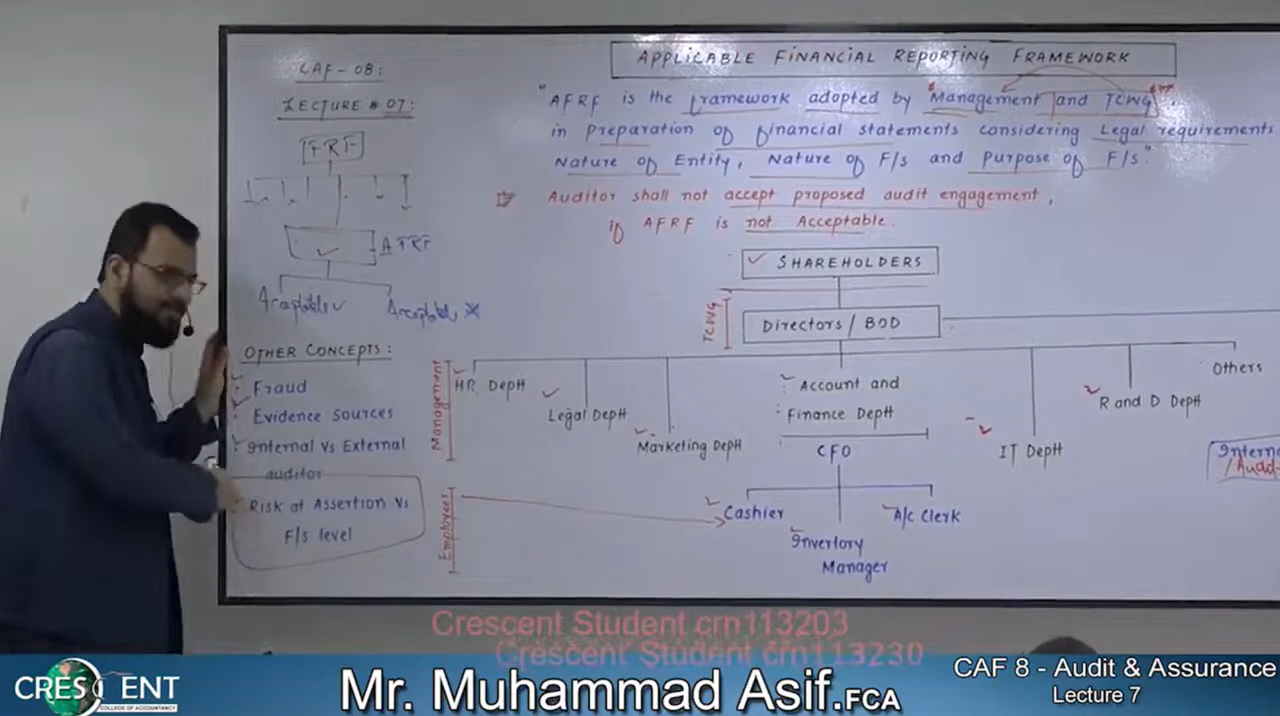 CAF - 08:
LECTURE # 07:
FRF
AFRF
Acceptable ✓
Acceptable ×
OTHER CONCEPTS:
Fraud
Evidence Sources
Internal Vs External
auditor
Risk at Assertion Vs
F/s level
APPLICABLE FINANCIAL REPORTING FRAMEWORK
"AFRF is the framework adopted by Management and TCWG,
in preparation of financial statements considering Legal requirements
Nature of Entity, Nature of F/s and Purpose of F/s."
Auditor shall not accept proposed audit engagement,
if AFRF is not Acceptable.
SHAREHOLDERS
TCWG
Directors / BOD
Management
HR. Deptt
Legal Deptt
Marketing Deptt
Account and
Finance Deptt
CFO
IT Deptt
R and D Deptt
Others
Interna
/Audit
Employees
Cashier
Inventory
Manager
A/c Clerk
Crescent Student crn113203
Crescent Student crn113230
CRESCENT
COLLEGE OF ACCOUNTANCY
Mr. Muhammad Asif.FCA
CAF 8 - Audit & Assurance
Lecture 7